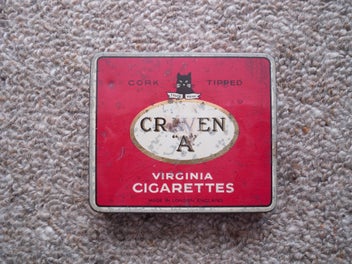 CORK TIPPED
CRAVEN
"A"
VIRGINIA
CIGARETTES
MADE IN LONDON, ENGLAND